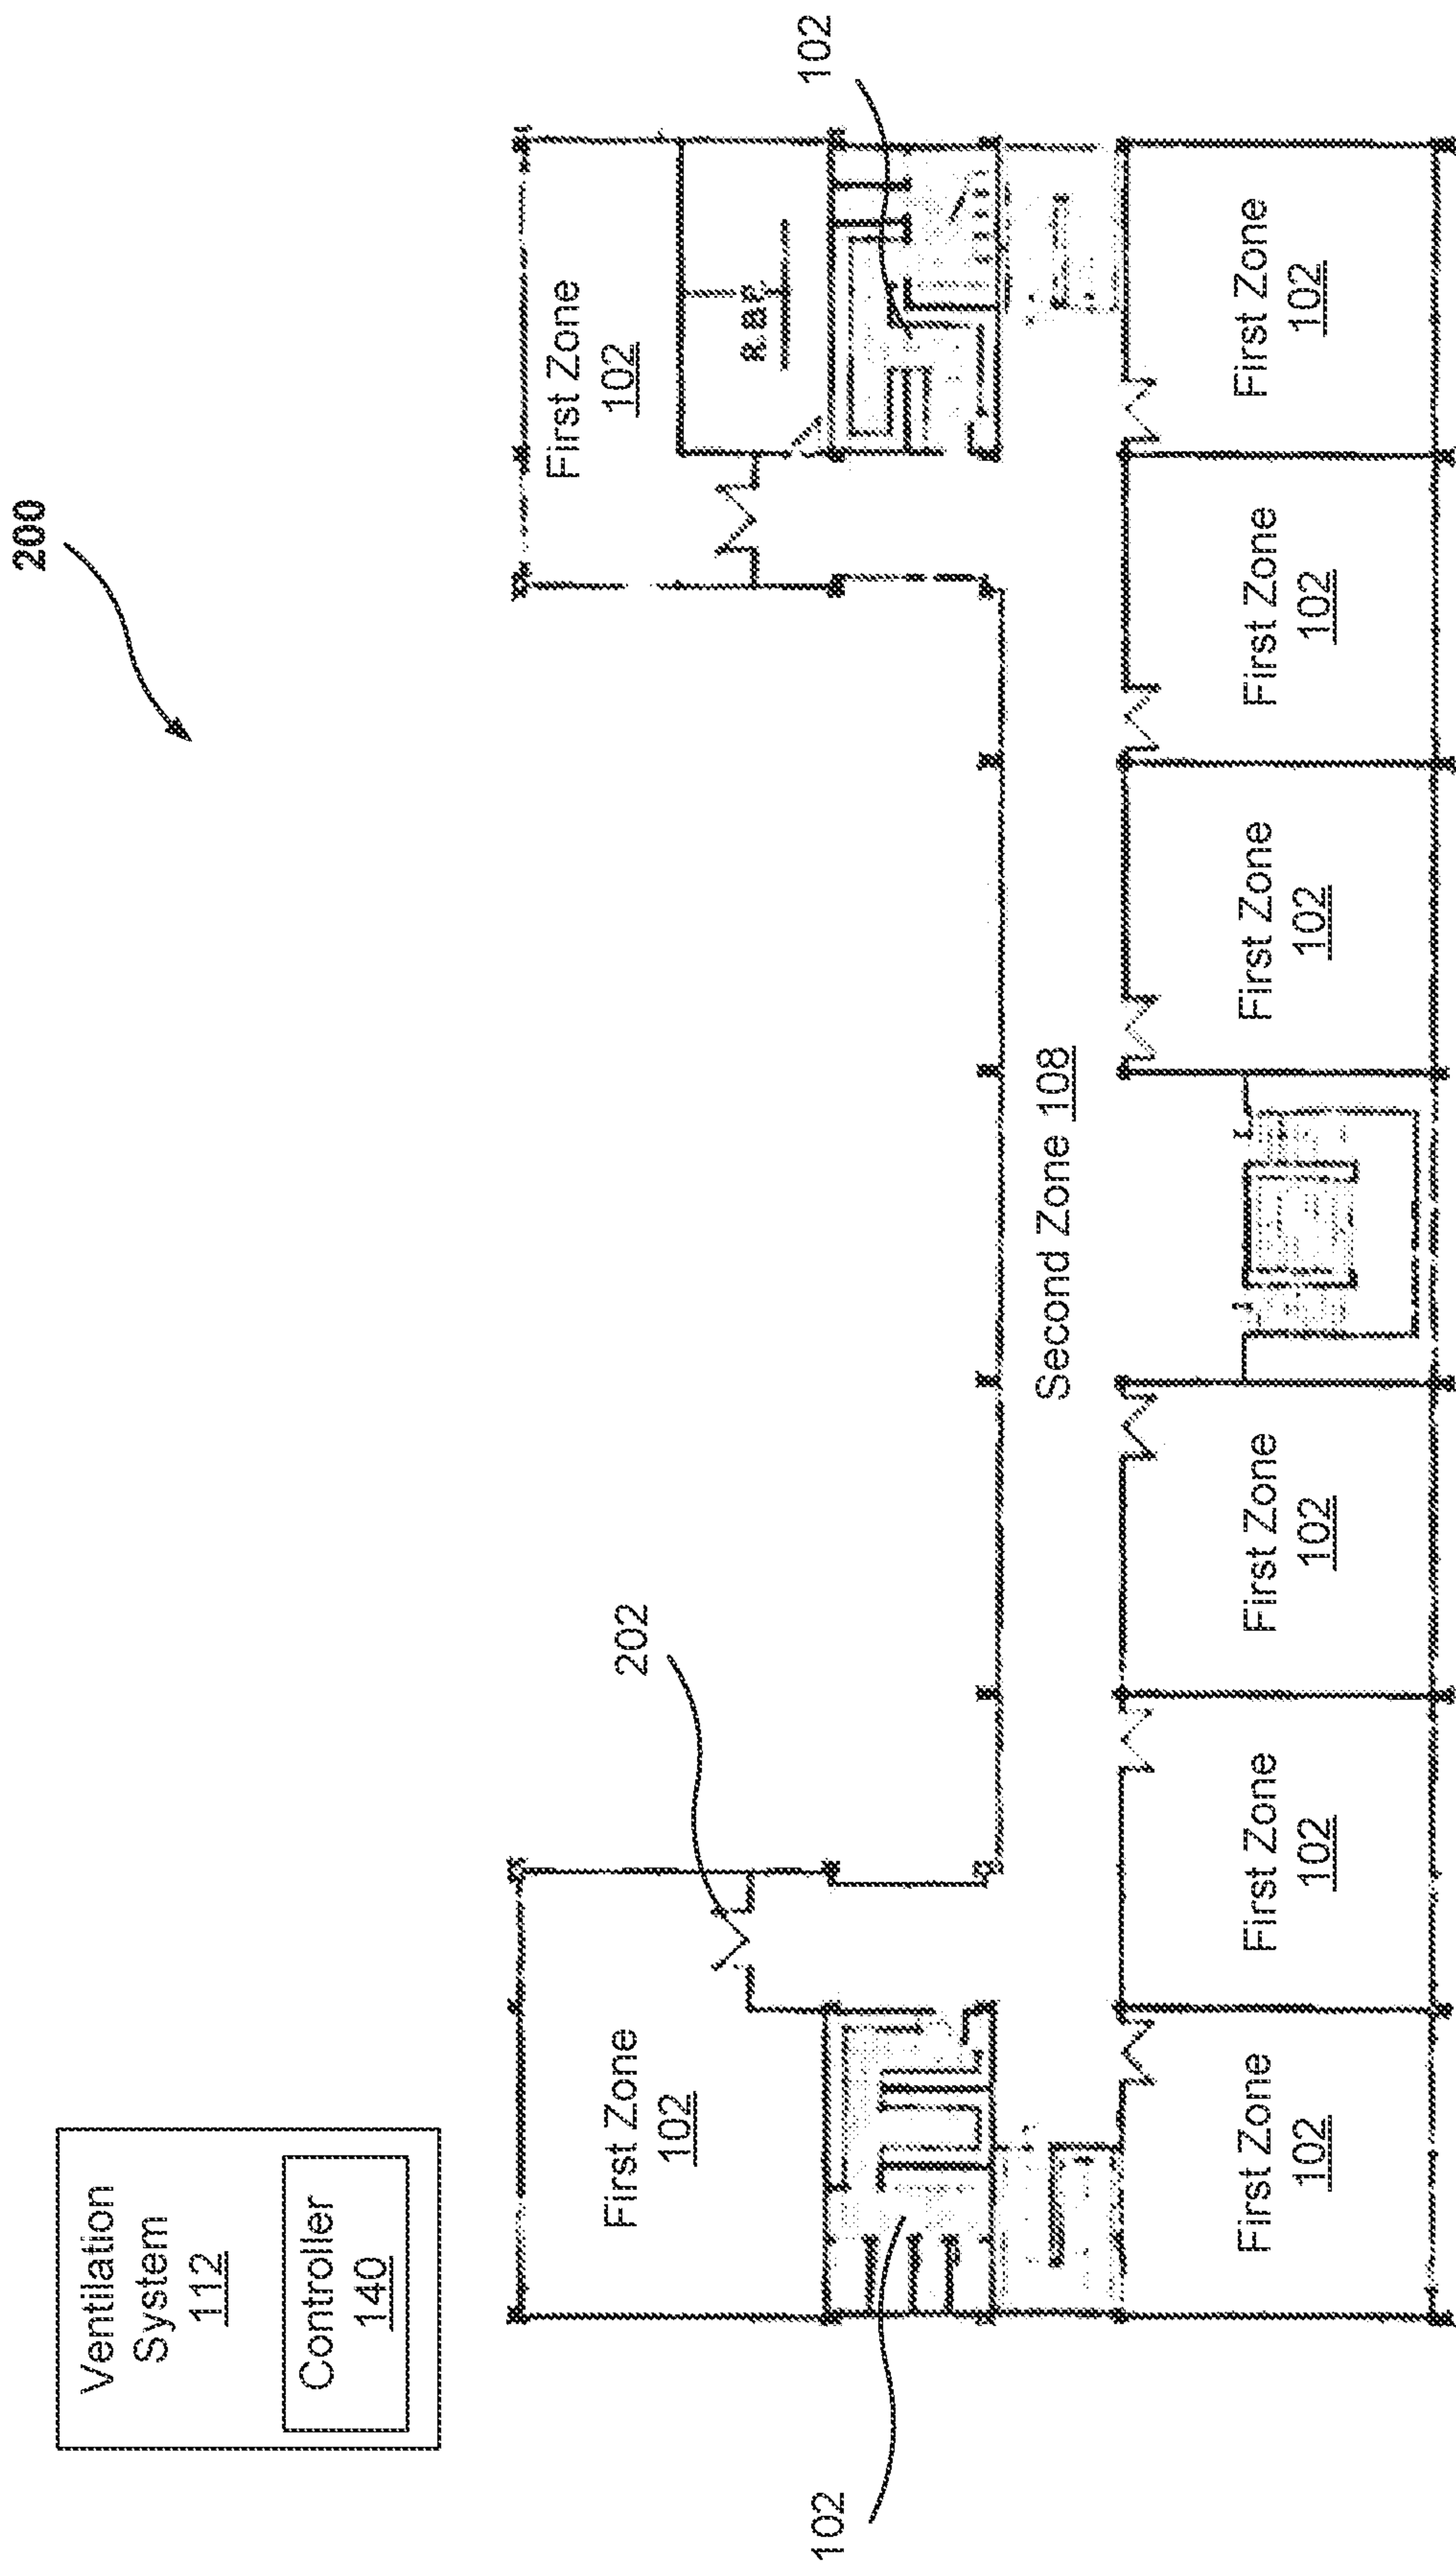 200
Ventilation
System
112
Controller
140
First Zone
102
202
First Zone
102
102
102
Second Zone 108
First Zone
102
First Zone
102
First Zone
102
First Zone
102
First Zone
102
First Zone
102